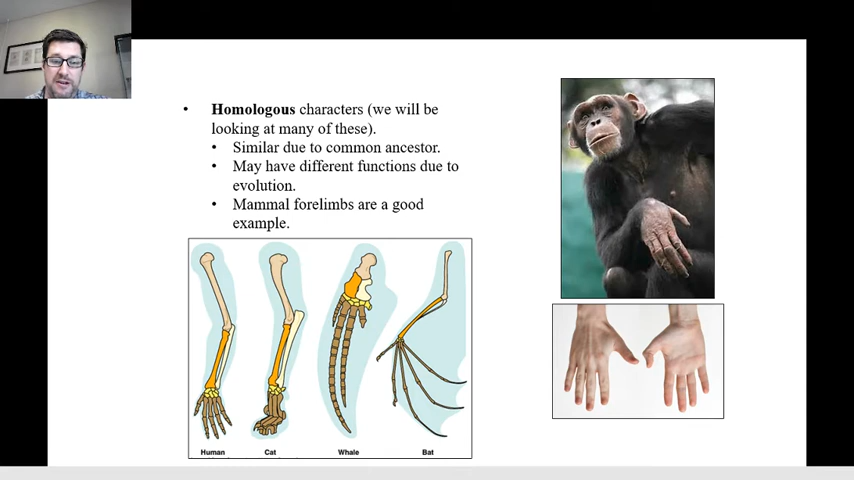 • Homologous characters (we will be
looking at many of these).
• Similar due to common ancestor.
• May have different functions due to
evolution.
• Mammal forelimbs are a good
example.
Human Cat Whale Bat